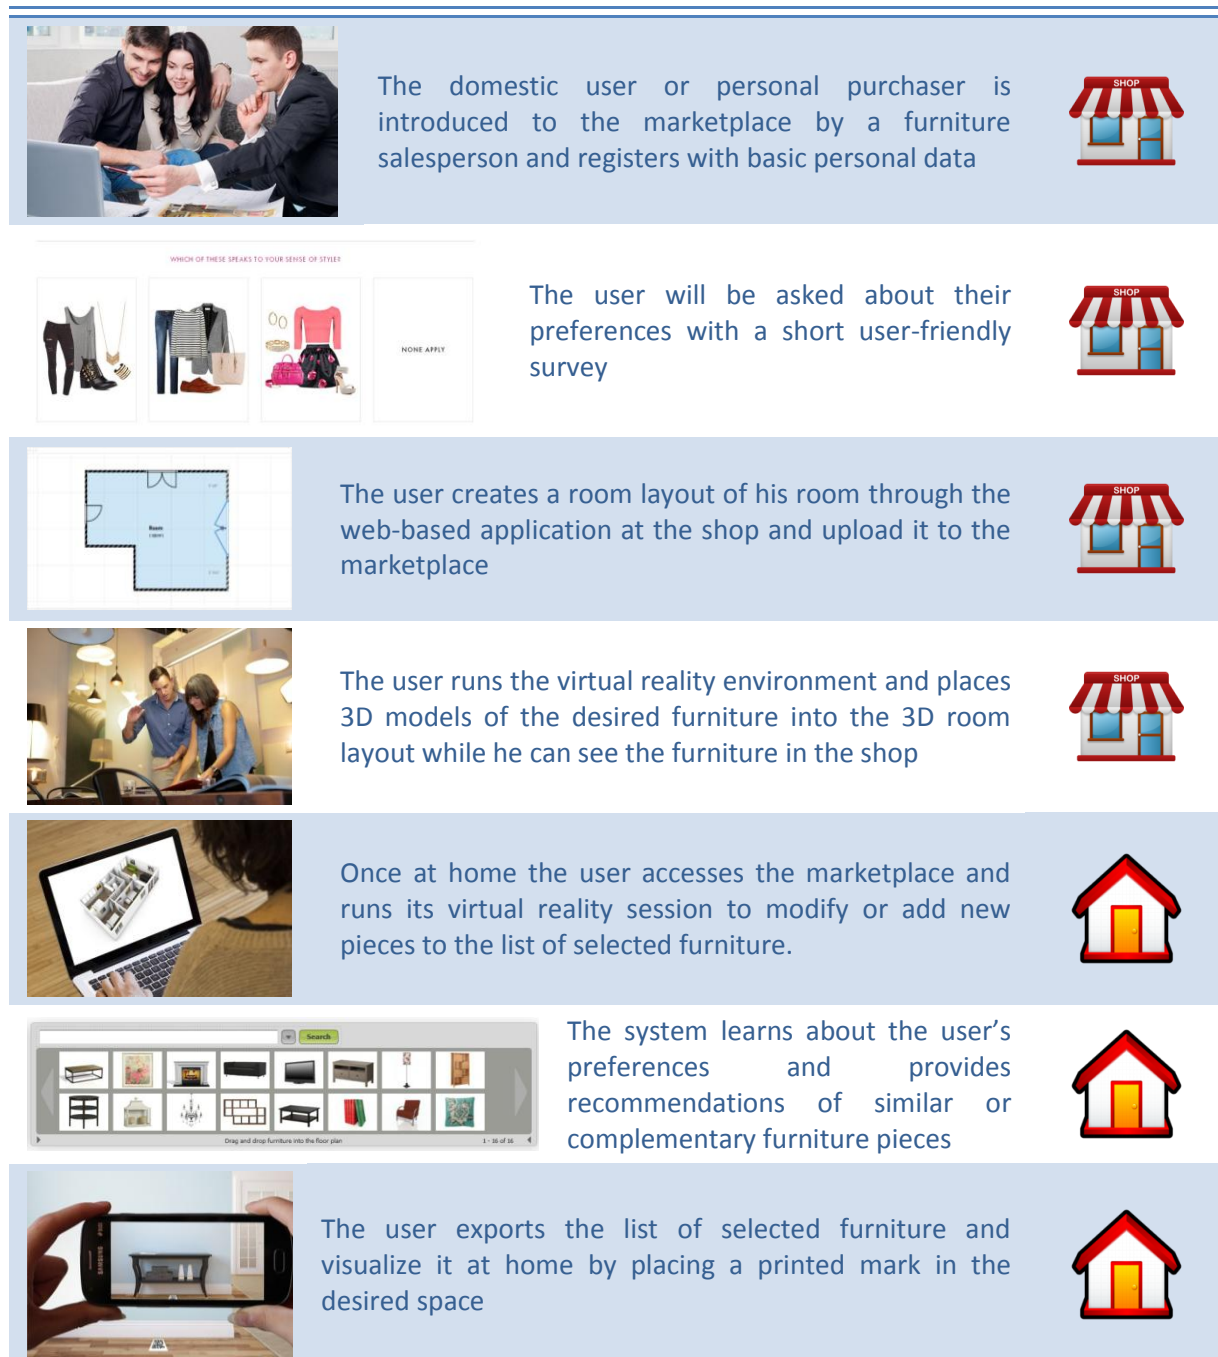 The domestic user or personal purchaser is
introduced to the marketplace by a furniture
salesperson and registers with basic personal data
SHOP
WHICH OF THESE SPEAKS TO YOUR SENSE OF STYLE?
NONE APPLY
The user will be asked about their
preferences with a short user-friendly
survey
SHOP
Room
The user creates a room layout of his room through the
web-based application at the shop and upload it to the
marketplace
SHOP
The user runs the virtual reality environment and places
3D models of the desired furniture into the 3D room
layout while he can see the furniture in the shop
SHOP
Once at home the user accesses the marketplace and
runs its virtual reality session to modify or add new
pieces to the list of selected furniture.
Search
Drag and drop furniture into the floor plan
1 - 16 of 16
The system learns about the user’s
preferences and provides
recommendations of similar or
complementary furniture pieces
SAMSUNG
The user exports the list of selected furniture and
visualize it at home by placing a printed mark in the
desired space